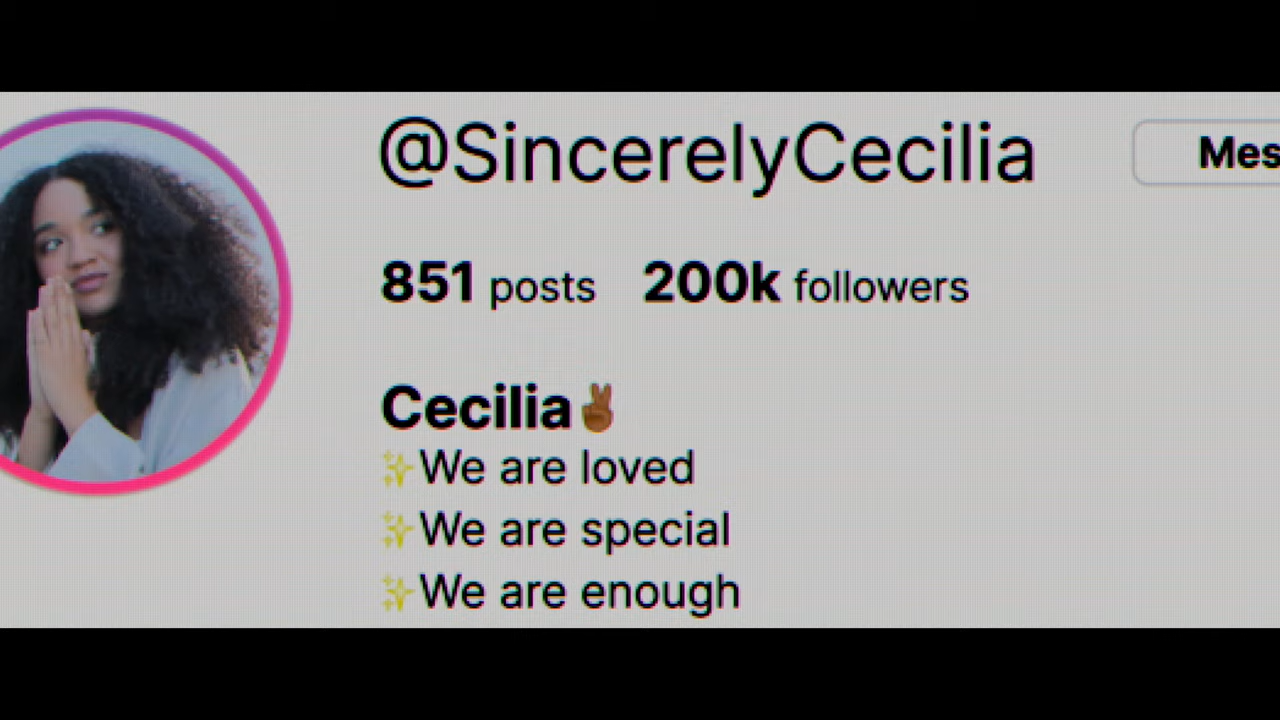 @SincerelyCecilia Mes
851 posts 200k followers
Cecilia✌🏾
✨We are loved
✨We are special
✨We are enough